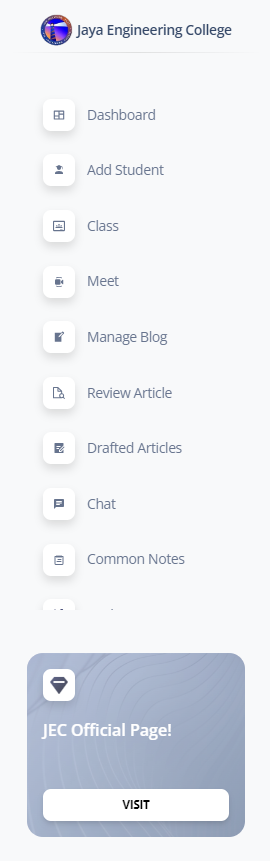 Jaya Engineering College
Dashboard
Add Student
Class
Meet
Manage Blog
Review Article
Drafted Articles
Chat
Common Notes
JEC Official Page!
VISIT